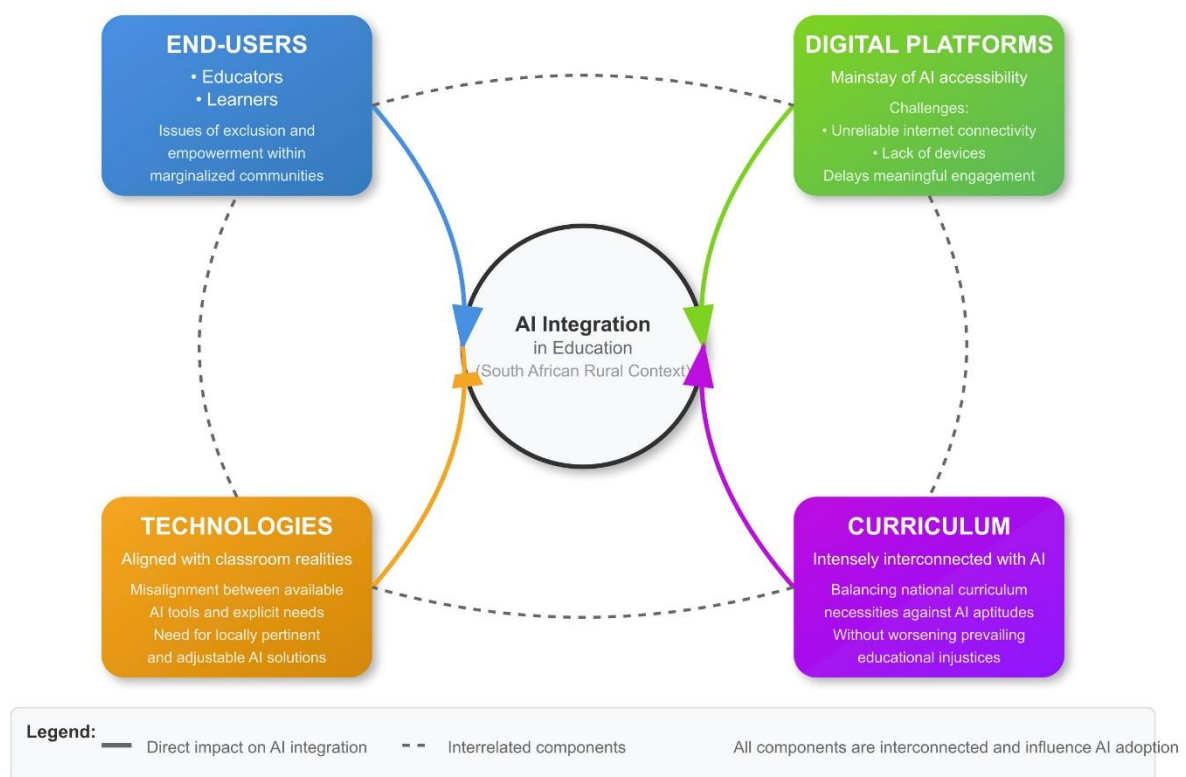 END-USERS
• Educators
• Learners
Issues of exclusion and
empowerment within
marginalized communities
DIGITAL PLATFORMS
Mainstay of AI accessibility
Challenges:
• Unreliable internet connectivity
• Lack of devices
Delays meaningful engagement
AI Integration
in Education
(South African Rural Context)
TECHNOLOGIES
Aligned with classroom realities
Misalignment between available
AI tools and explicit needs
Need for locally pertinent
and adjustable AI solutions
CURRICULUM
Intensely interconnected with AI
Balancing national curriculum
necessities against AI aptitudes
Without worsening prevailing
educational injustices
Legend:
Direct impact on AI integration
Interrelated components
All components are interconnected and influence AI adoption